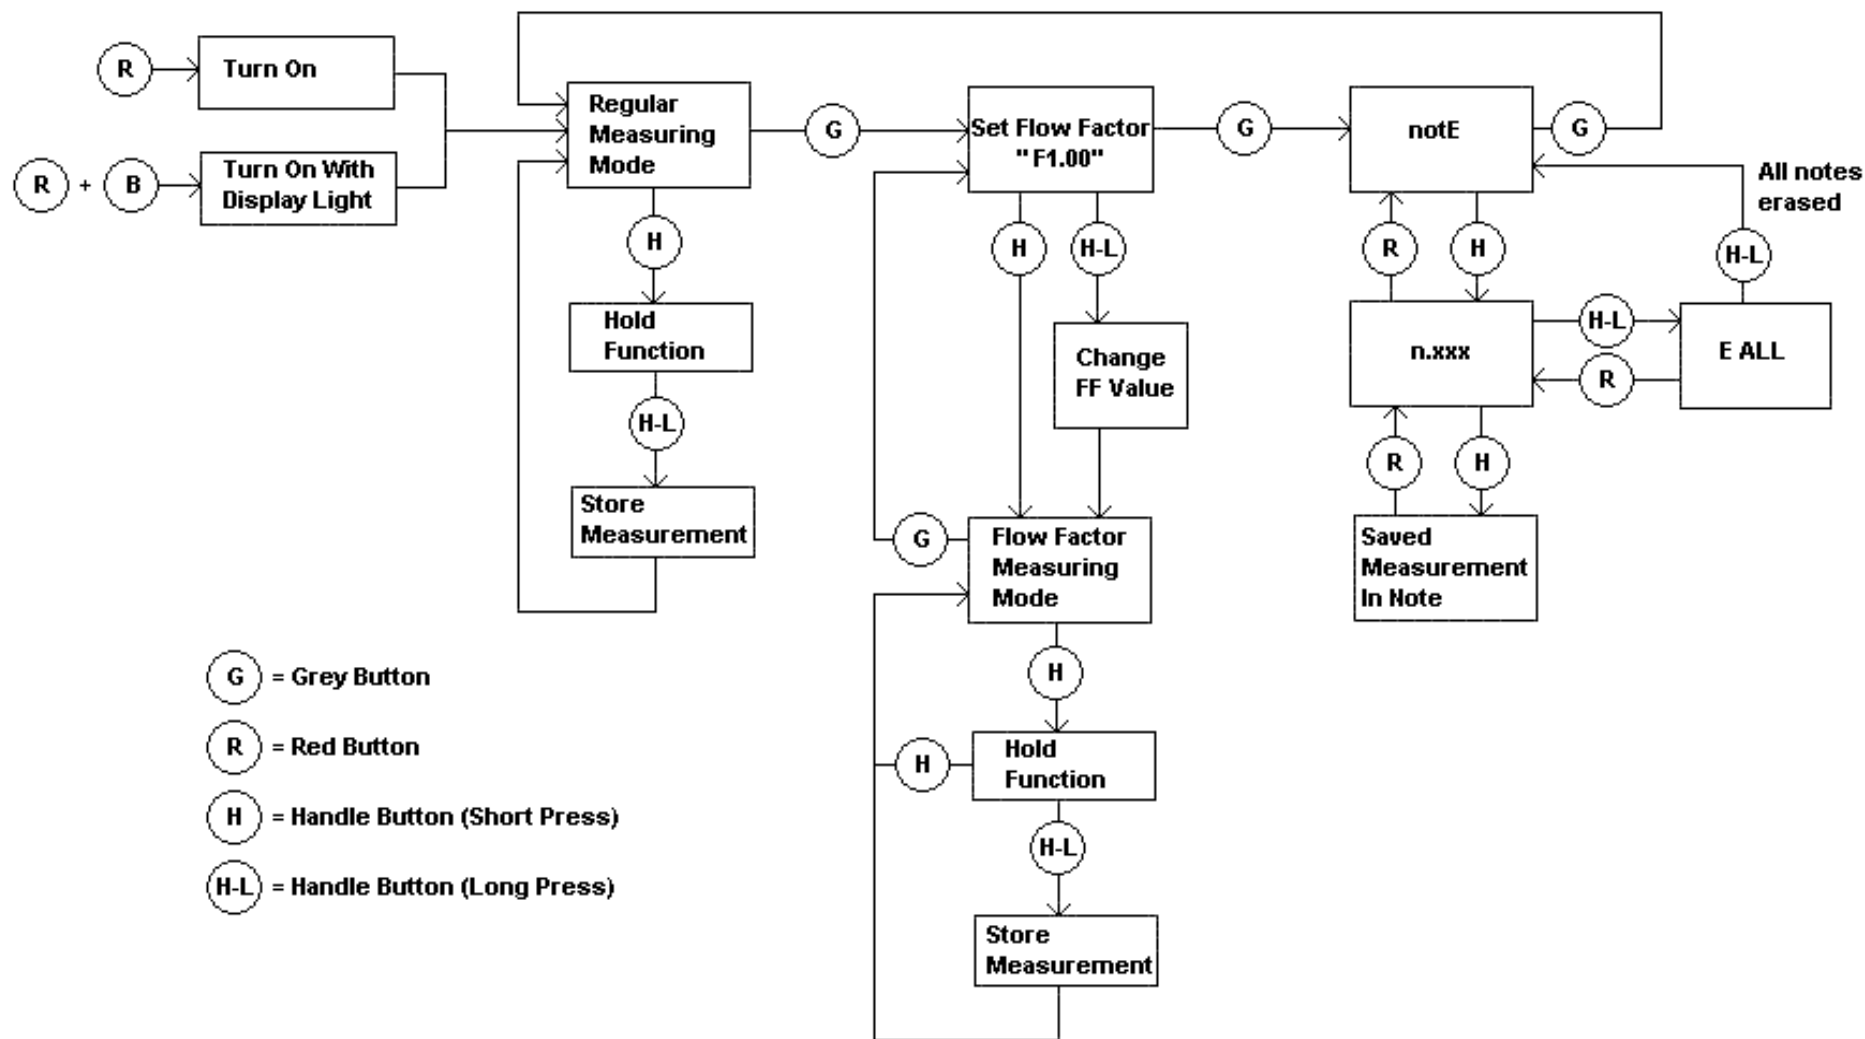 R
Turn On
R + B
Turn On With
Display Light
Regular
Measuring
Mode
G
Set Flow Factor
"F1.00"
G
notE
G
All notes
erased
H
H
H-L
R
H
H-L
Hold
Function
Change
FF Value
n.xxx
H-L
R
E ALL
H-L
R
H
Store
Measurement
G
Flow Factor
Measuring
Mode
Saved
Measurement
In Note
H
H
Hold
Function
H-L
Store
Measurement
G = Grey Button
R = Red Button
H = Handle Button (Short Press)
H-L = Handle Button (Long Press)